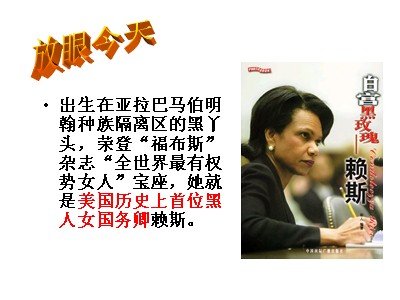 放眼今天
• 出生在亚拉巴马伯明
翰种族隔离区的黑丫
头，荣登“福布斯”
杂志“全世界最有权
势女人”宝座，她就
是美国历史上首位黑
人女国务卿赖斯。
白宫
黑玫瑰
—赖斯